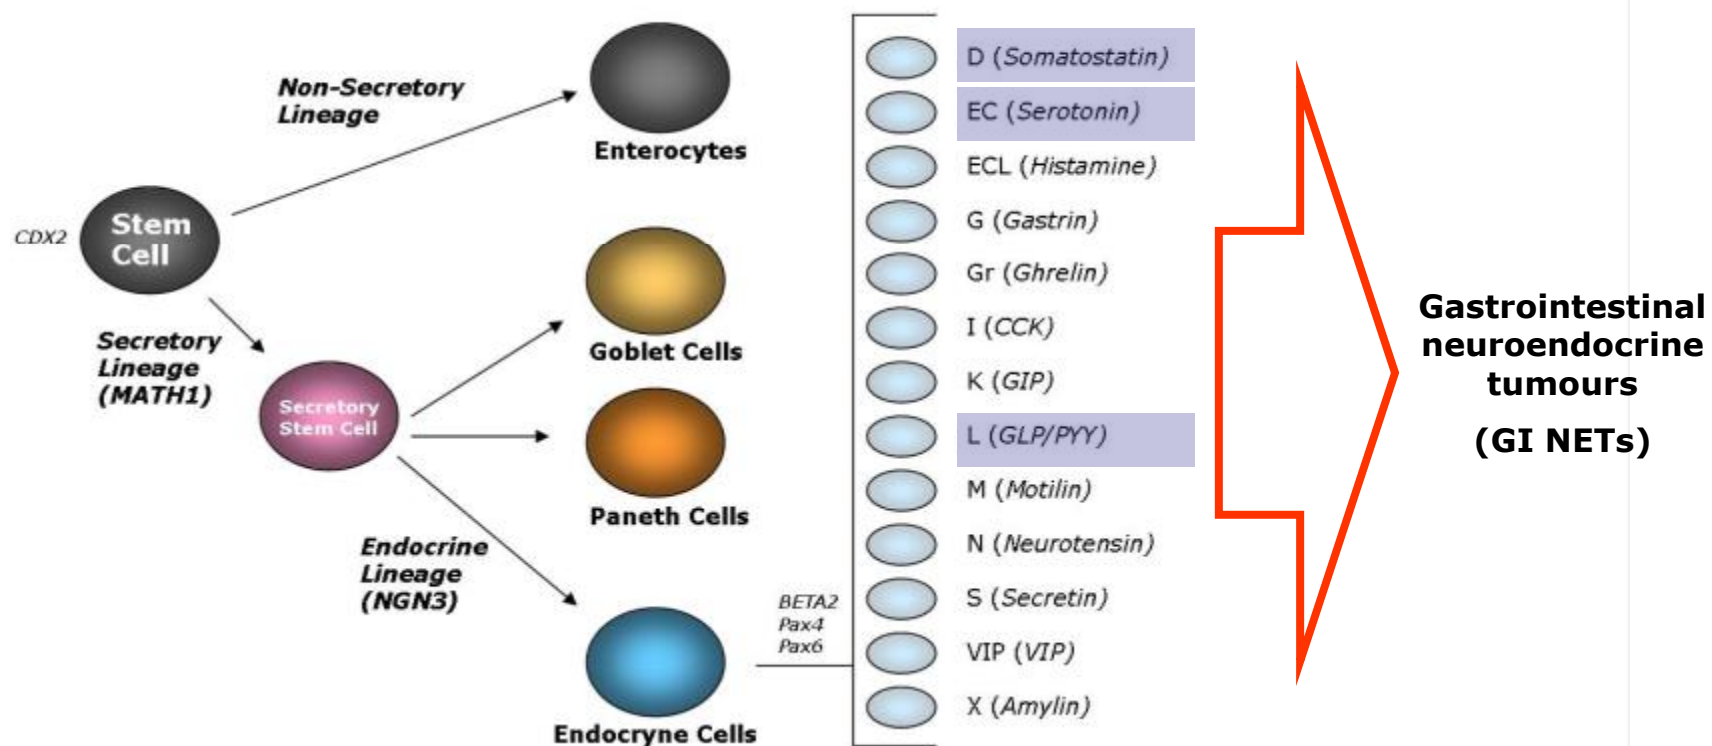 Non-Secretory
Lineage
Enterocytes
CDX2
Stem
Cell
Secretory
Lineage
(MATH1)
Secretory
Stem Cell
Goblet Cells
Paneth Cells
Endocrine
Lineage
(NGN3)
Endocryne Cells
BETA2
Pax4
Pax6
D (Somatostatin)
EC (Serotonin)
ECL (Histamine)
G (Gastrin)
Gr (Ghrelin)
I (CCK)
K (GIP)
L (GLP/PYY)
M (Motilin)
N (Neurotensin)
S (Secretin)
VIP (VIP)
X (Amylin)
Gastrointestinal
neuroendocrine
tumours
(GI NETs)